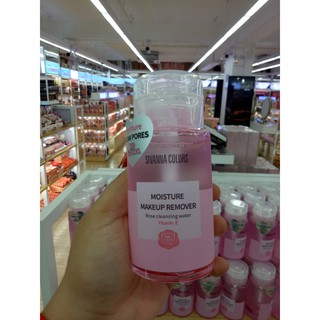 PORES
SIVANNA COLORS
MOISTURE
MAKEUP REMOVER
Rose cleansing water
Vitamin E